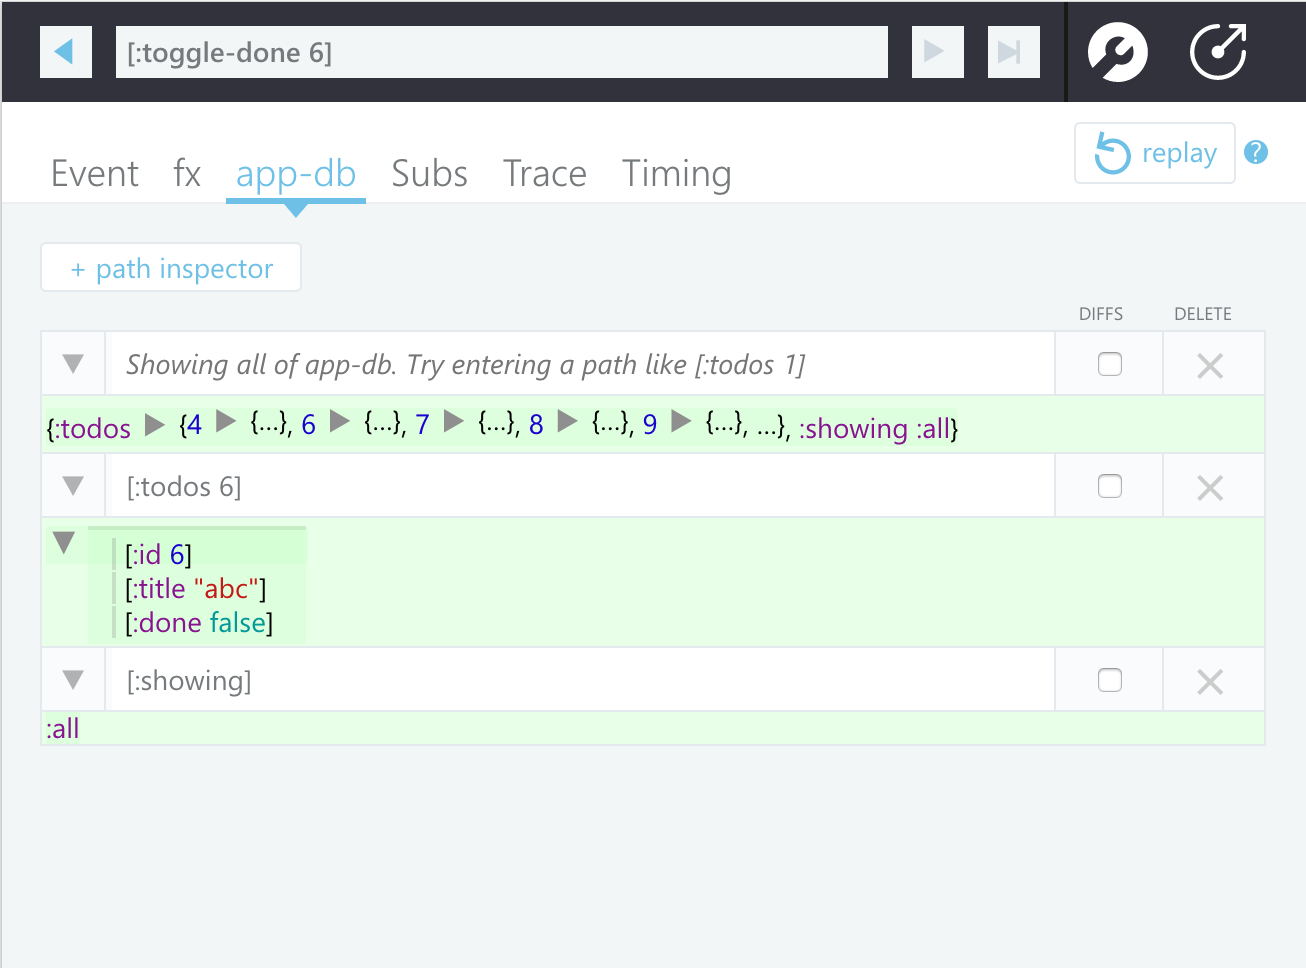 [:toggle-done 6]
Event fx app-db Subs Trace Timing
replay ?
+ path inspector
DIFFS DELETE
Showing all of app-db. Try entering a path like [:todos 1]
{:todos ▶ {4 ▶ {...}, 6 ▶ {...}, 7 ▶ {...}, 8 ▶ {...}, 9 ▶ {...}, ...}, :showing :all}
[:todos 6]
[:id 6]
[:title "abc"]
[:done false]
[:showing]
:all